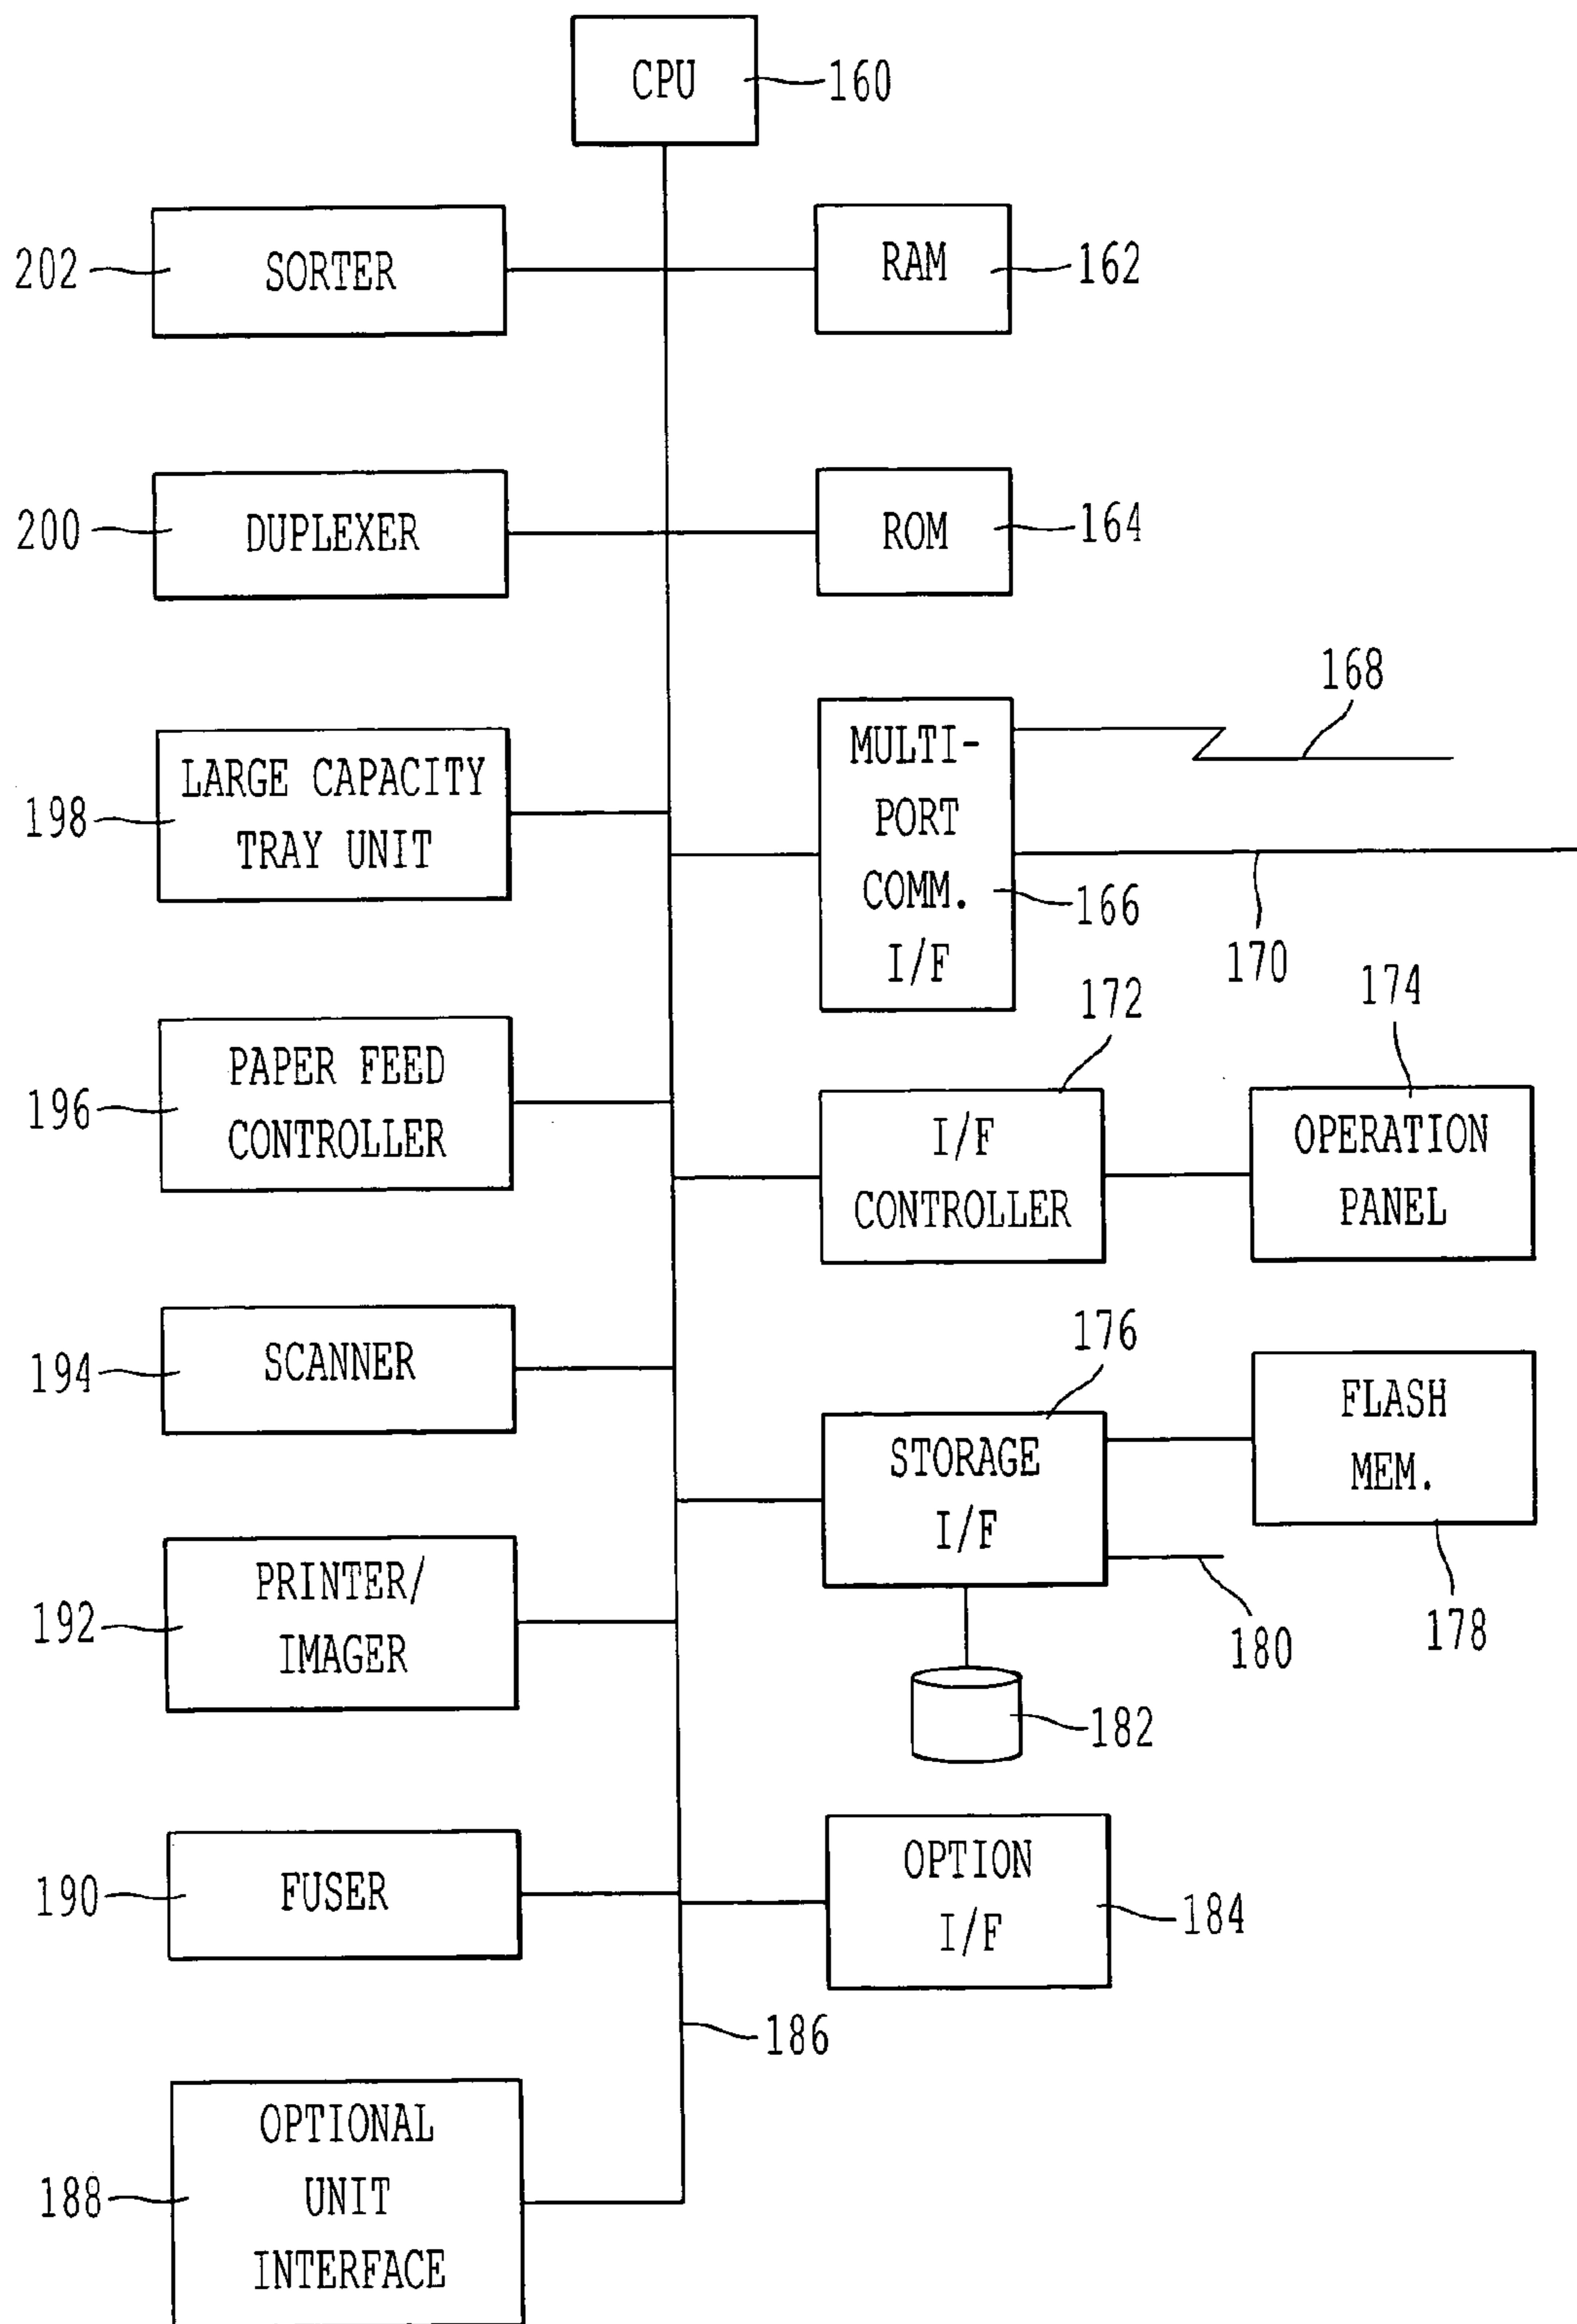 CPU
160
202
SORTER
RAM
162
200
DUPLEXER
ROM
164
168
198
LARGE CAPACITY
TRAY UNIT
MULTI-
PORT
COMM.
I/F
166
170
172
174
196
PAPER FEED
CONTROLLER
I/F
CONTROLLER
OPERATION
PANEL
194
SCANNER
176
STORAGE
I/F
FLASH
MEM.
192
PRINTER/
IMAGER
180
178
182
190
FUSER
OPTION
I/F
184
186
188
OPTIONAL
UNIT
INTERFACE